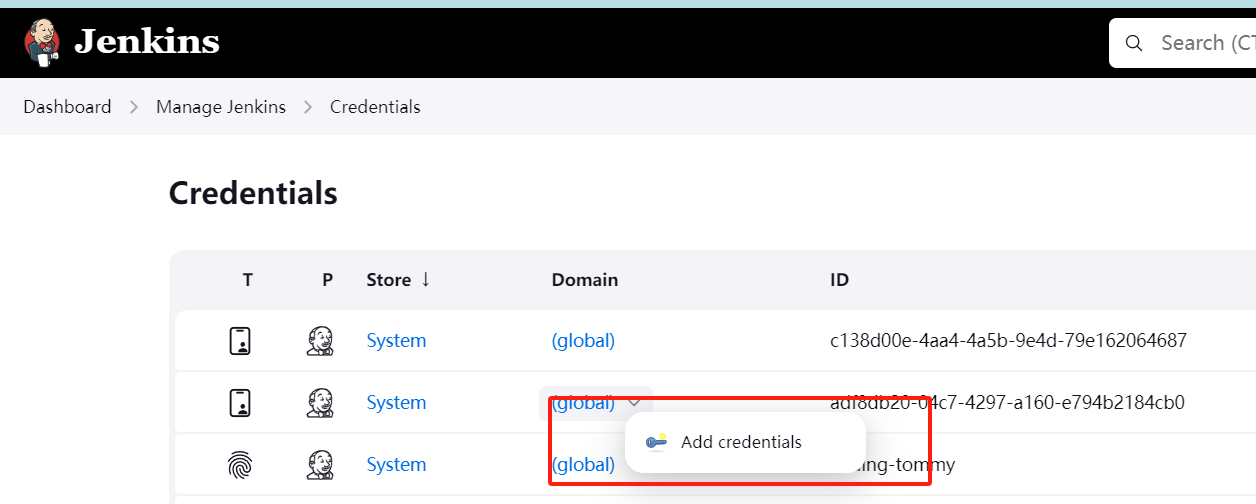 Jenkins
Search (CT
Dashboard > Manage Jenkins > Credentials
Credentials
T P Store ↓ Domain ID
System (global) c138d00e-4aa4-4a5b-9e4d-79e162064687
System (global) adf8db20-04c7-4297-a160-e794b2184cb0
Add credentials
System (global) ing-tommy